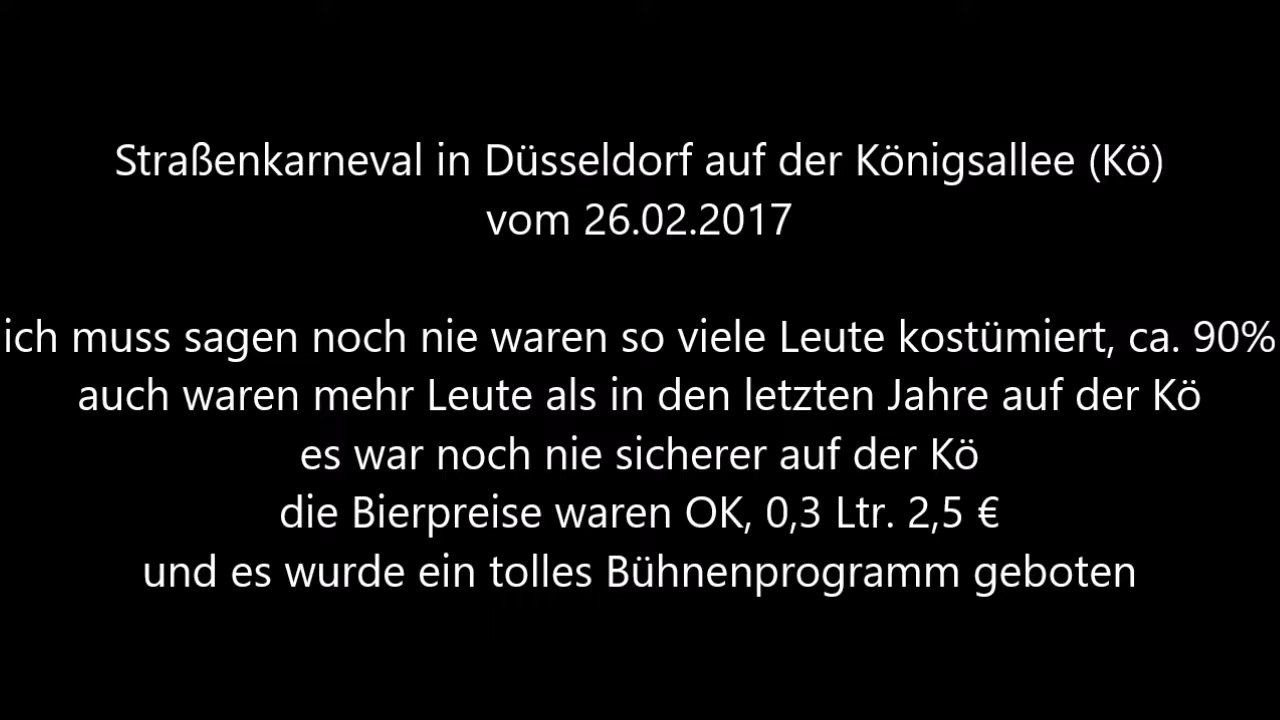 Straßenkarneval in Düsseldorf auf der Königsallee (Kö)
vom 26.02.2017
ich muss sagen noch nie waren so viele Leute kostümiert, ca. 90%
auch waren mehr Leute als in den letzten Jahre auf der Kö
es war noch nie sicherer auf der Kö
die Bierpreise waren OK, 0,3 Ltr. 2,5 €
und es wurde ein tolles Bühnenprogramm geboten